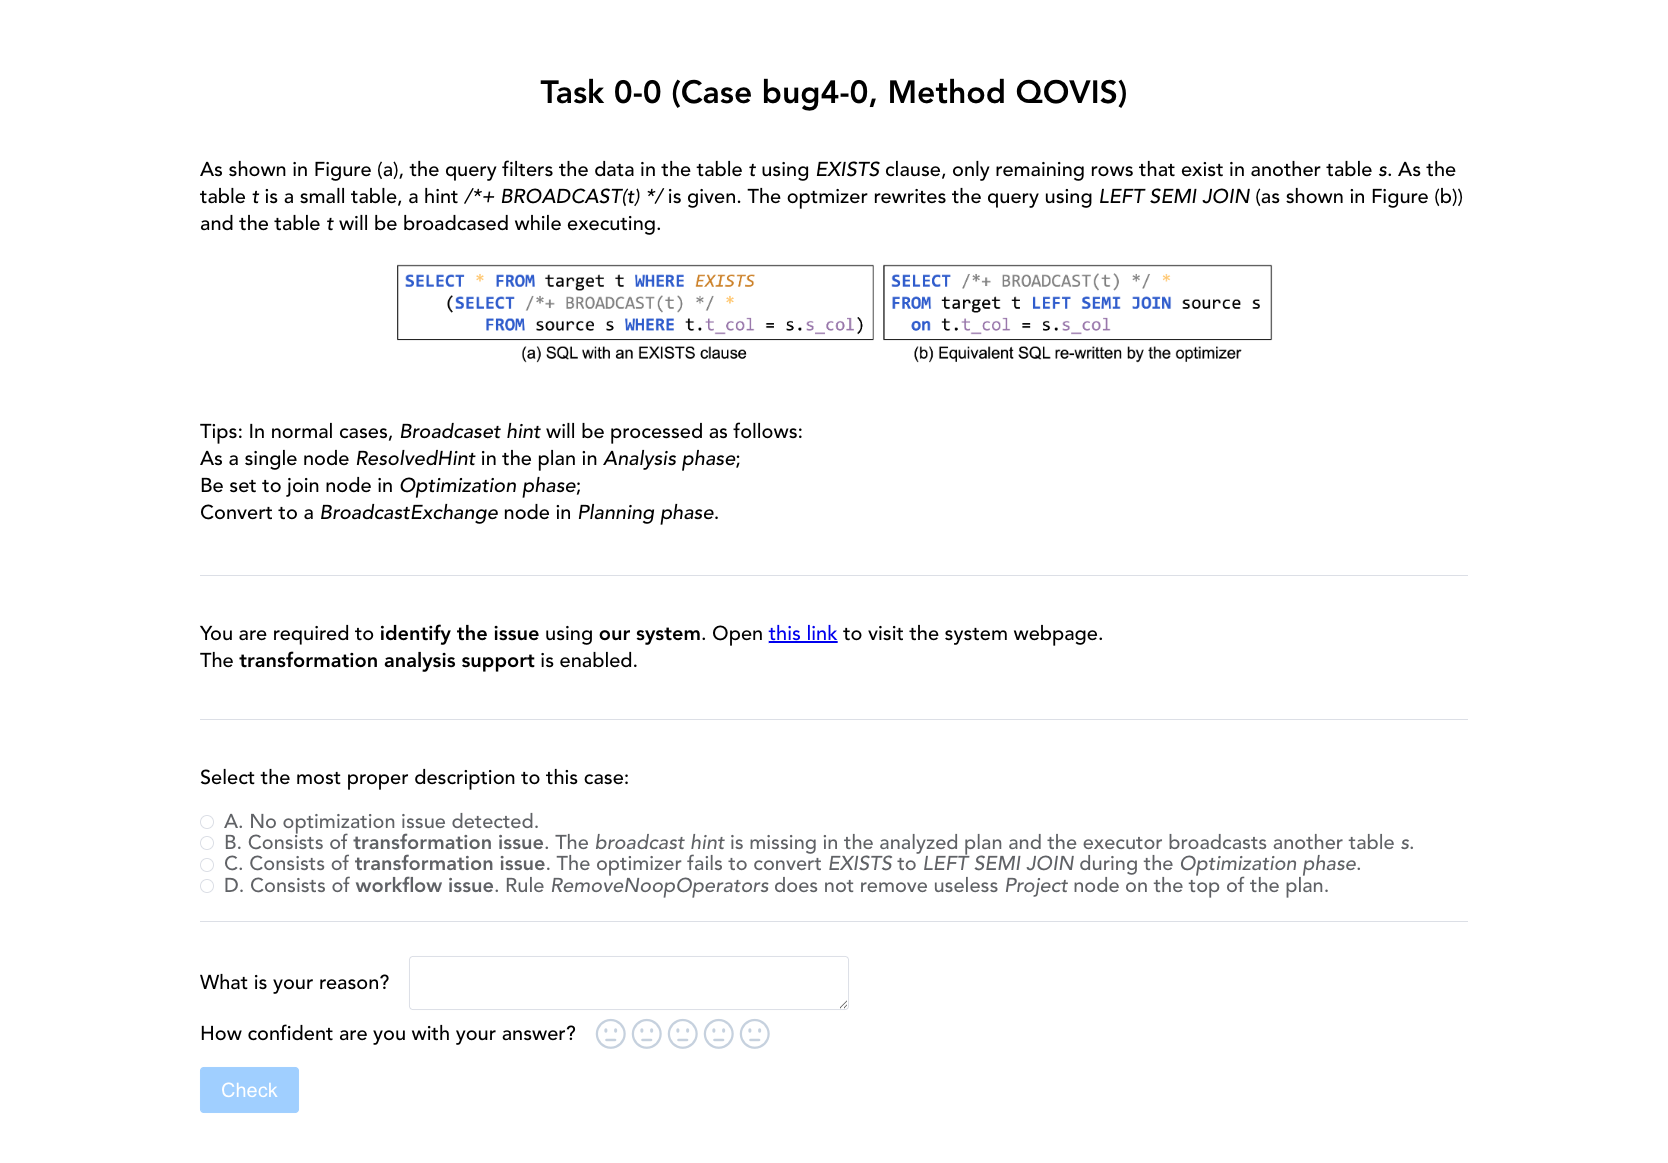 Task 0-0 (Case bug4-0, Method QOVIS)
As shown in Figure (a), the query filters the data in the table t using EXISTS clause, only remaining rows that exist in another table s. As the
table t is a small table, a hint /*+ BROADCAST(t) */ is given. The optmizer rewrites the query using LEFT SEMI JOIN (as shown in Figure (b))
and the table t will be broadcased while executing.
SELECT * FROM target t WHERE EXISTS
(SELECT /*+ BROADCAST(t) */ *
FROM source s WHERE t.t_col = s.s_col)
(a) SQL with an EXISTS clause
SELECT /*+ BROADCAST(t) */ *
FROM target t LEFT SEMI JOIN source s
on t.t_col = s.s_col
(b) Equivalent SQL re-written by the optimizer
Tips: In normal cases, Broadcaset hint will be processed as follows:
As a single node ResolvedHint in the plan in Analysis phase;
Be set to join node in Optimization phase;
Convert to a BroadcastExchange node in Planning phase.
You are required to identify the issue using our system. Open this link to visit the system webpage.
The transformation analysis support is enabled.
Select the most proper description to this case:
A. No optimization issue detected.
B. Consists of transformation issue. The broadcast hint is missing in the analyzed plan and the executor broadcasts another table s.
C. Consists of transformation issue. The optimizer fails to convert EXISTS to LEFT SEMI JOIN during the Optimization phase.
D. Consists of workflow issue. Rule RemoveNoopOperators does not remove useless Project node on the top of the plan.
What is your reason?
How confident are you with your answer?
Check